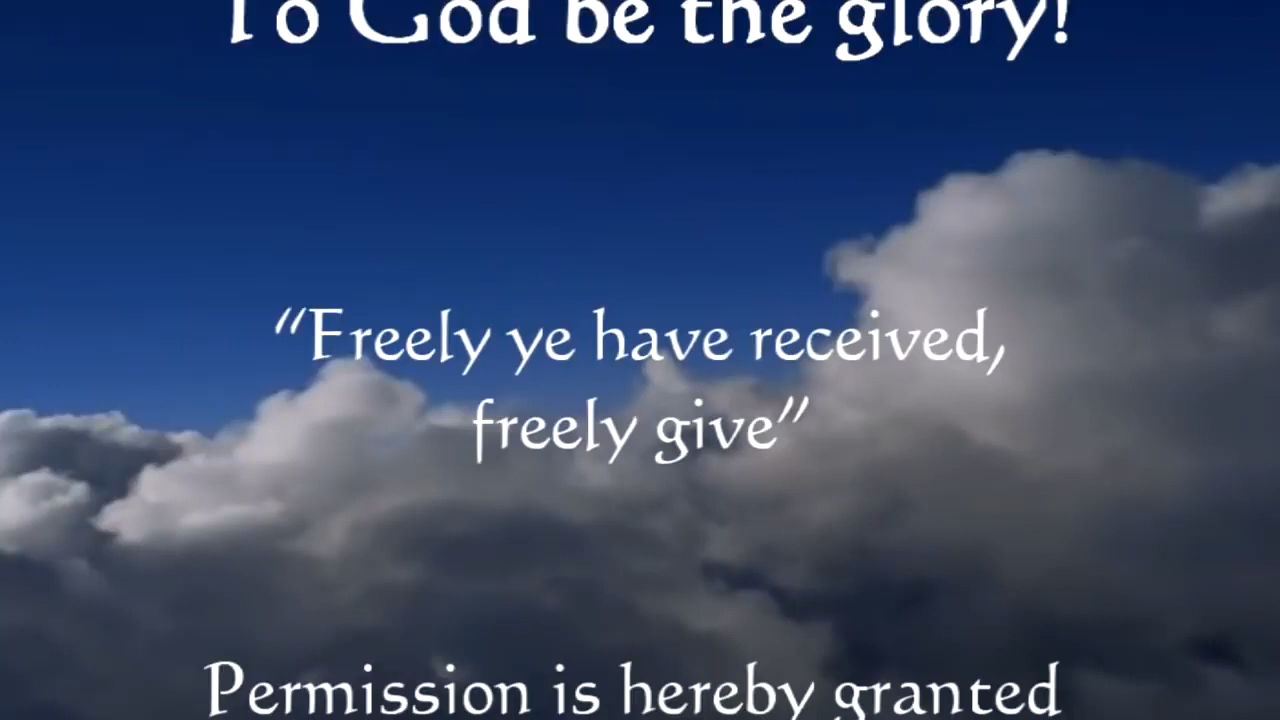 To God be the glory!
“Freely ye have received,
freely give”
Permission is hereby granted